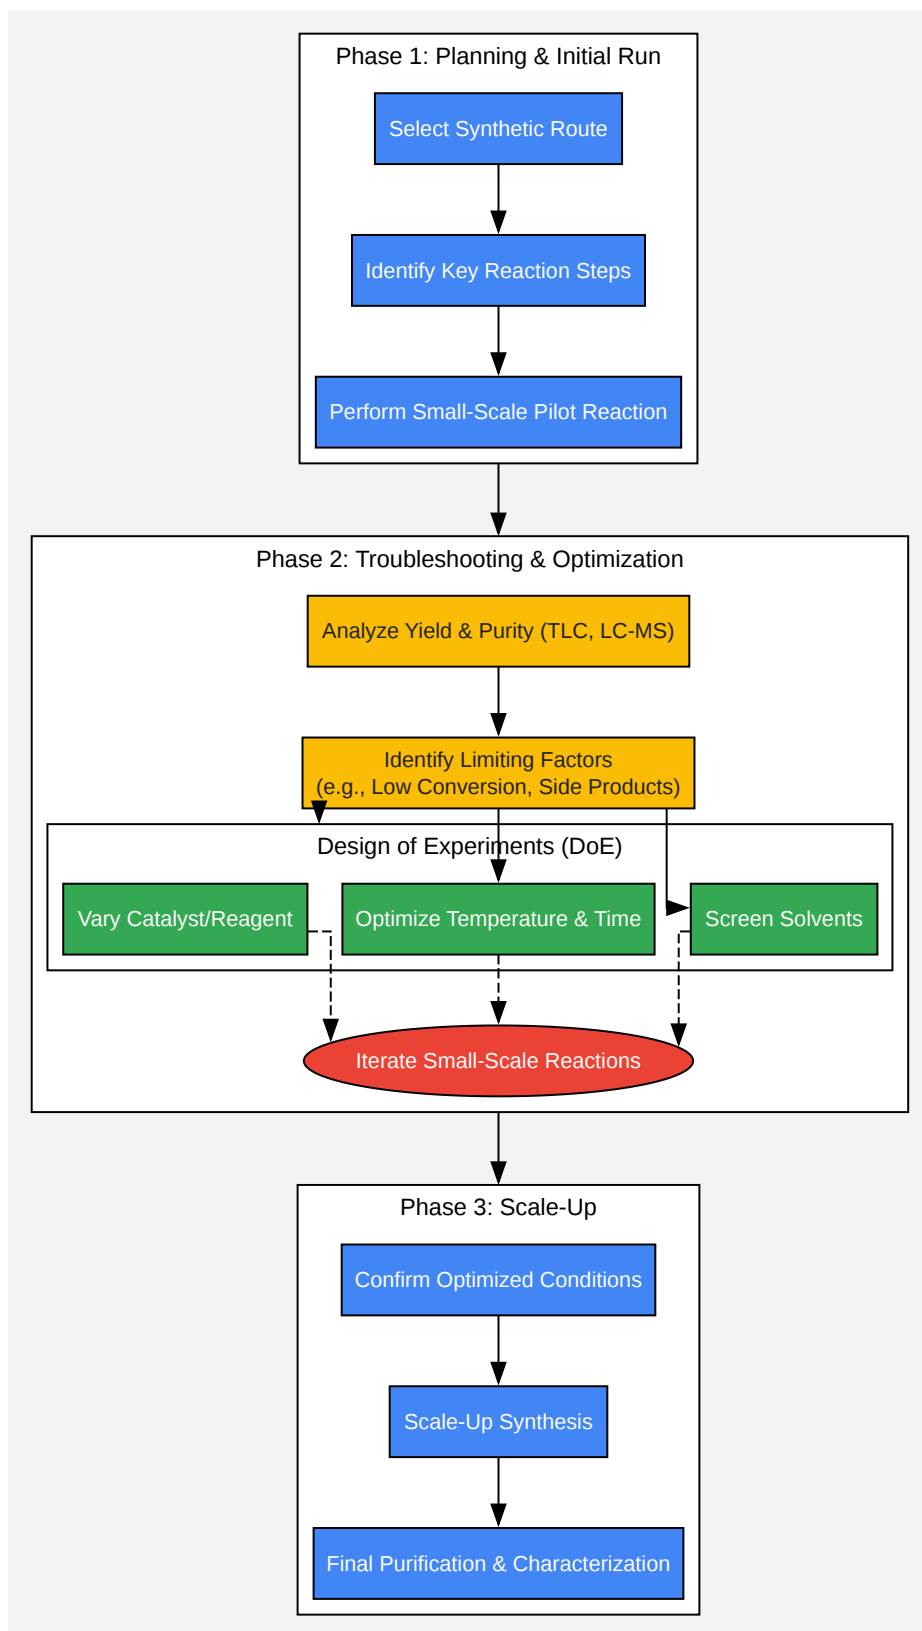 Phase 1: Planning & Initial Run
Select Synthetic Route
Identify Key Reaction Steps
Perform Small-Scale Pilot Reaction
Phase 2: Troubleshooting & Optimization
Analyze Yield & Purity (TLC, LC-MS)
Identify Limiting Factors
(e.g., Low Conversion, Side Products)
Design of Experiments (DoE)
Vary Catalyst/Reagent
Optimize Temperature & Time
Screen Solvents
Iterate Small-Scale Reactions
Phase 3: Scale-Up
Confirm Optimized Conditions
Scale-Up Synthesis
Final Purification & Characterization